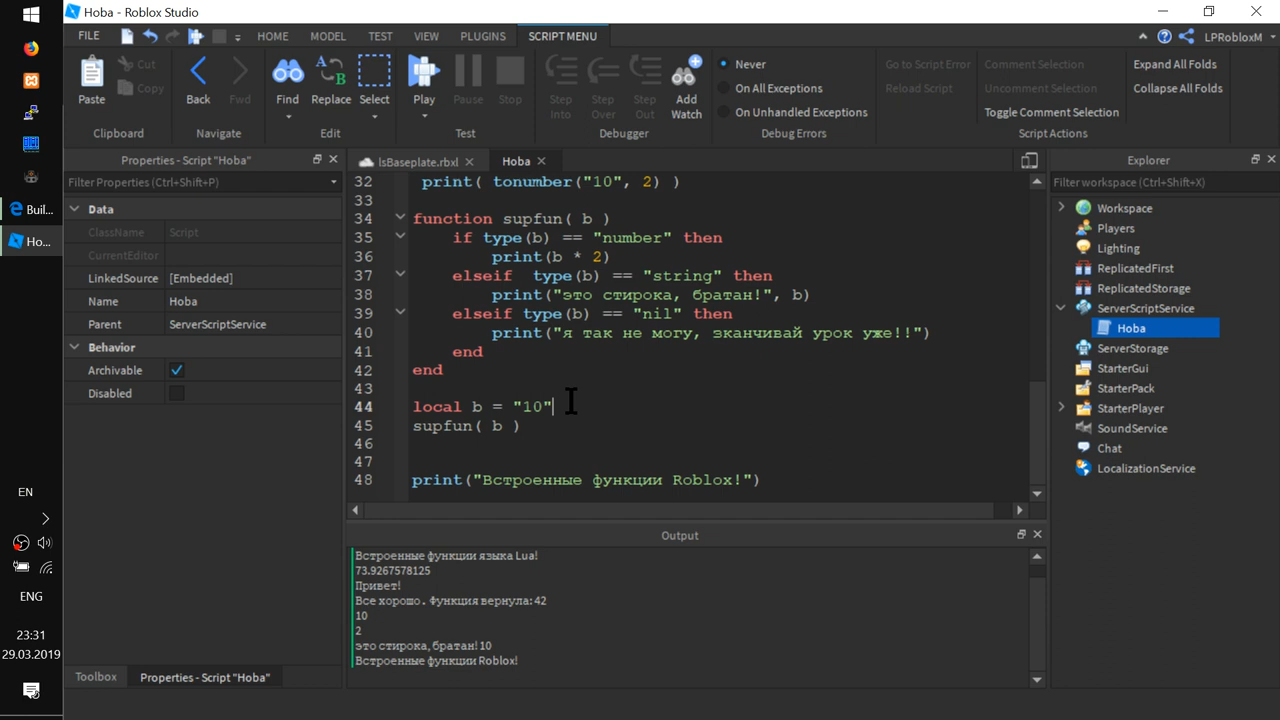 Hoba - Roblox Studio
FILE HOME MODEL TEST VIEW PLUGINS SCRIPT MENU LPRobloxM
Paste Cut Copy Back Fwd Find Replace Select Play Pause Stop Step Into Step Over Step Out Add Watch
Never
On All Exceptions
On Unhandled Exceptions
Go to Script Error
Reload Script
Comment Selection
Uncomment Selection
Toggle Comment Selection
Expand All Folds
Collapse All Folds
Clipboard Navigate Edit Test Debugger Debug Errors Script Actions
Properties - Script "Hoba"
Filter Properties (Ctrl+Shift+P)
Data
ClassName Script
CurrentEditor
LinkedSource [Embedded]
Name Hoba
Parent ServerScriptService
Behavior
Archivable
Disabled
Toolbox Properties - Script "Hoba"
lsBaseplate.rbxl Hoba
32 print( tonumber("10", 2) )
33
34 function supfun( b )
35 if type(b) == "number" then
36 print(b * 2)
37 elseif type(b) == "string" then
38 print("это стирока, братан!", b)
39 elseif type(b) == "nil" then
40 print("я так не могу, эканчивай урок уже!!")
41 end
42 end
43
44 local b = "10"
45 supfun( b )
46
47
48 print("Встроенные функции Roblox!")
Output
Встроенные функции языка Lua!
73.9267578125
Привет!
Все хорошо. Функция вернула: 42
10
2
это стирока, братан! 10
Встроенные функции Roblox!
Explorer
Filter workspace (Ctrl+Shift+X)
Workspace
Players
Lighting
ReplicatedFirst
ReplicatedStorage
ServerScriptService
Hoba
ServerStorage
StarterGui
StarterPack
StarterPlayer
SoundService
Chat
LocalizationService
Buil...
Ho...
EN
ENG
23:31
29.03.2019